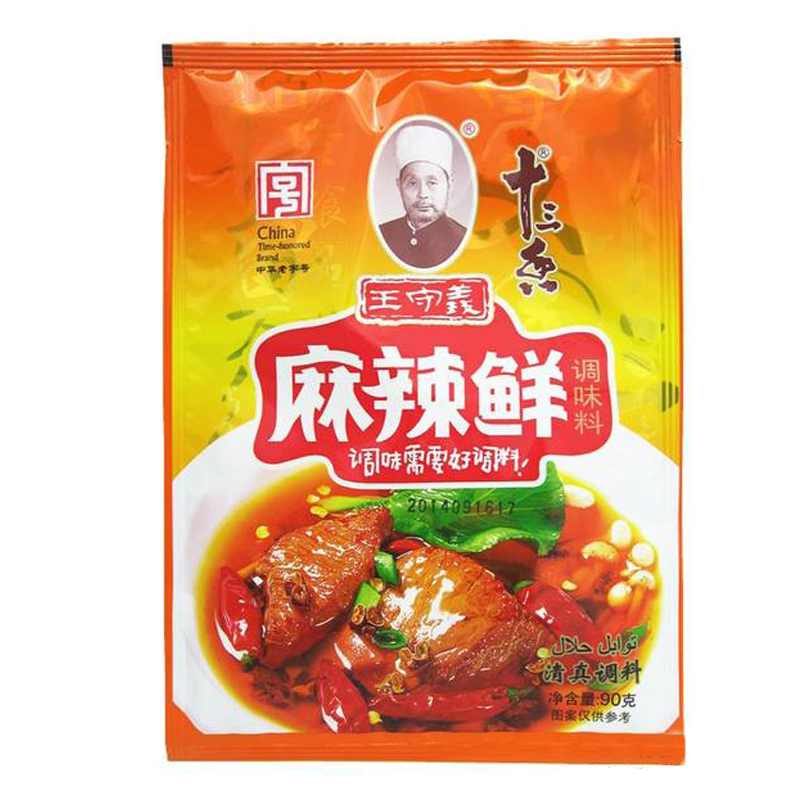 字号
China
Time-honored
Brand
中华老字号
®
十三香®
王守義
麻辣鲜
调味料
调味需要好调料!
2014091617
توابل حلال
清真调料
净含量:90克
图案仅供参考